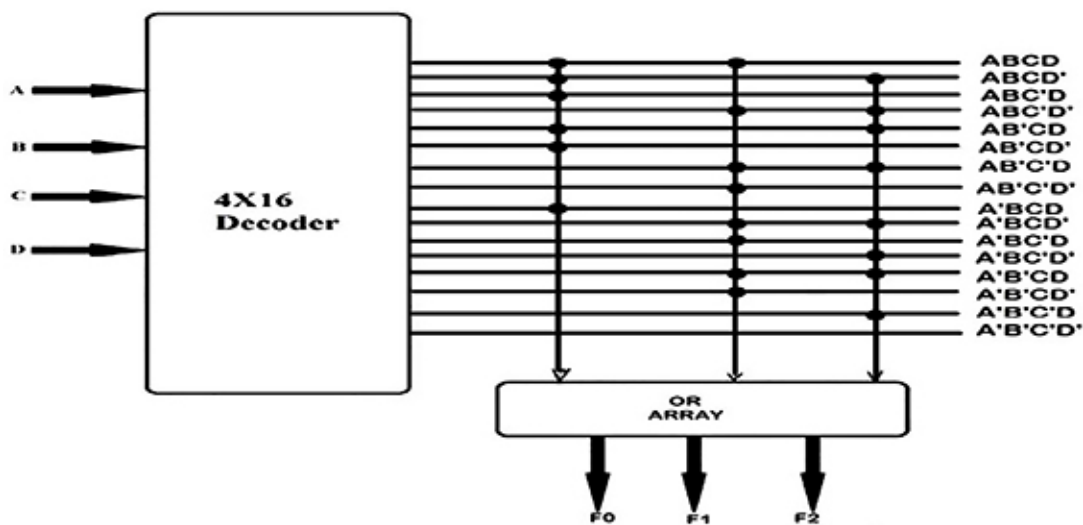 A
B
C
D
4X16
Decoder
ABCD
ABCD'
ABC'D
ABC'D'
AB'CD
AB'CD'
AB'C'D
AB'C'D'
A'BCD
A'BCD'
A'BC'D
A'BC'D'
A'B'CD
A'B'CD'
A'B'C'D
A'B'C'D'
OR
ARRAY
F0
F1
F2